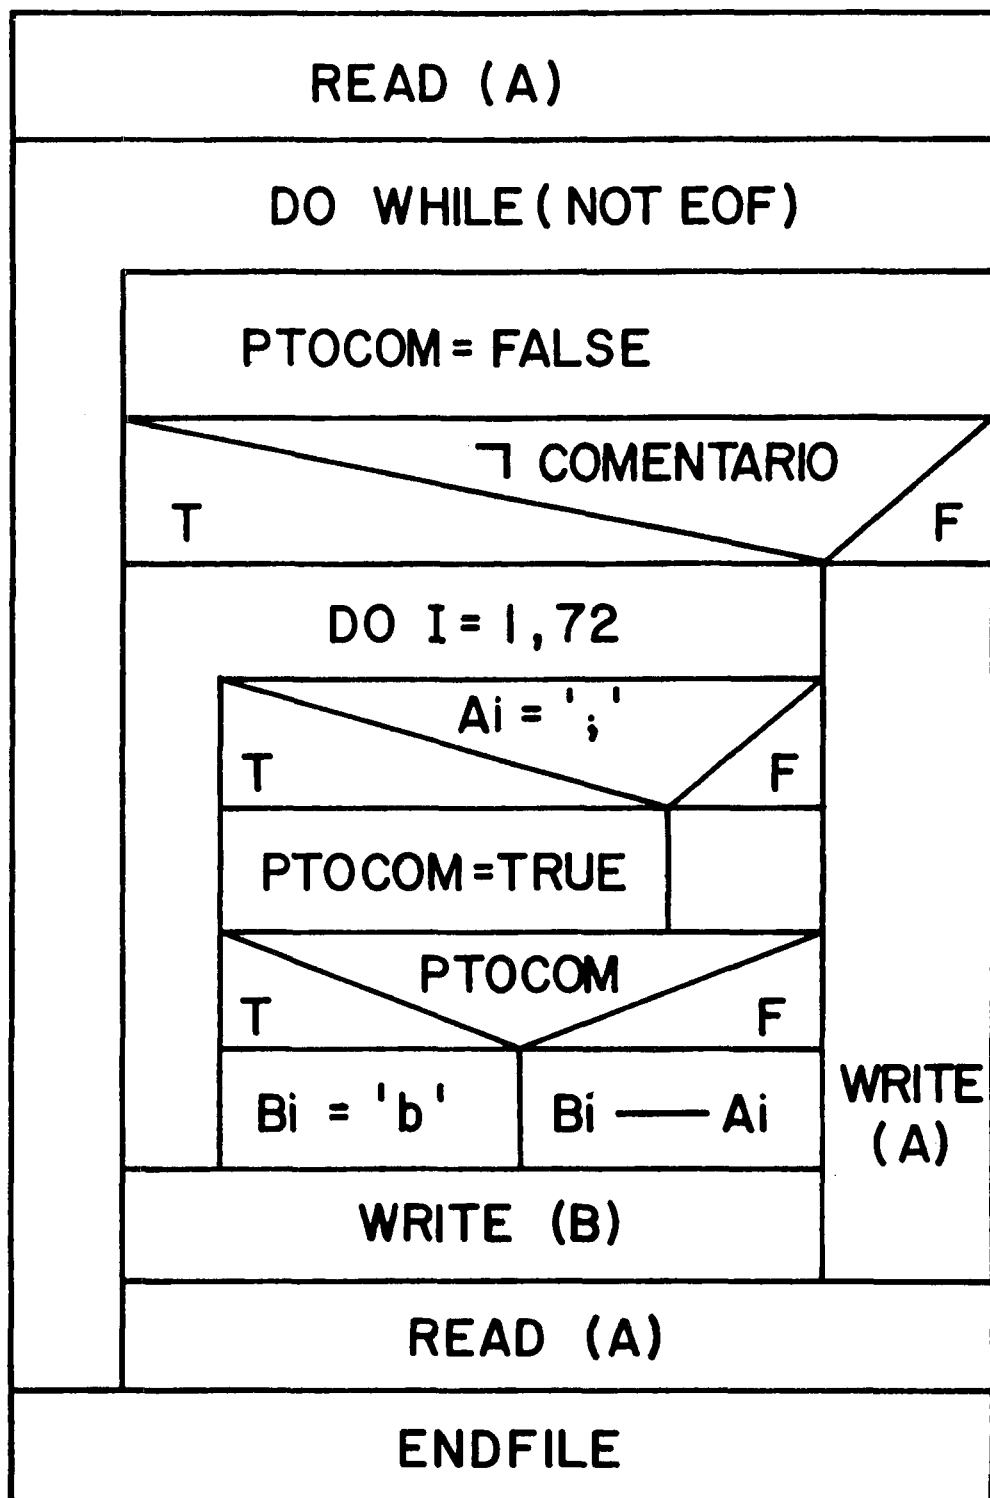 READ (A)
DO WHILE (NOT EOF)
PTOCOM = FALSE
¬ COMENTARIO
T F
DO I = 1, 72
Ai = ';'
T F
PTOCOM = TRUE
PTOCOM
T F
Bi = 'b' Bi — Ai
WRITE (A)
WRITE (B)
READ (A)
ENDFILE